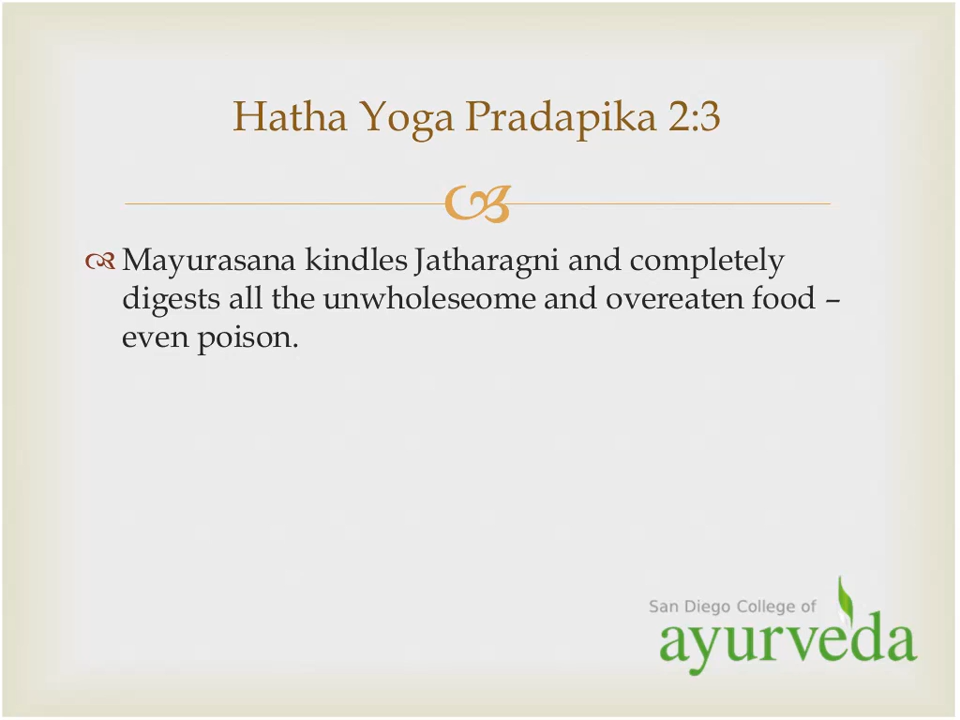 Hatha Yoga Pradapika 2:3
Mayurasana kindles Jatharagni and completely
digests all the unwholeseome and overeaten food –
even poison.
San Diego College of
ayurveda